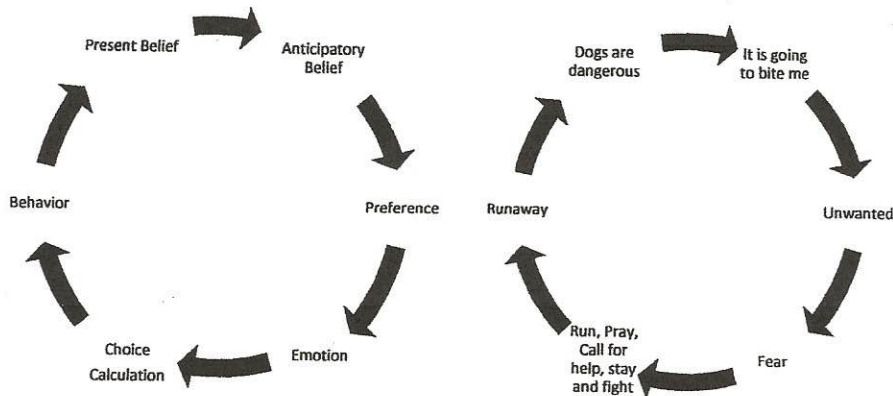 Present Belief
Anticipatory
Belief
Preference
Emotion
Choice
Calculation
Behavior
Dogs are
dangerous
It is going
to bite me
Unwanted
Fear
Run, Pray,
Call for
help, stay
and fight
Runaway